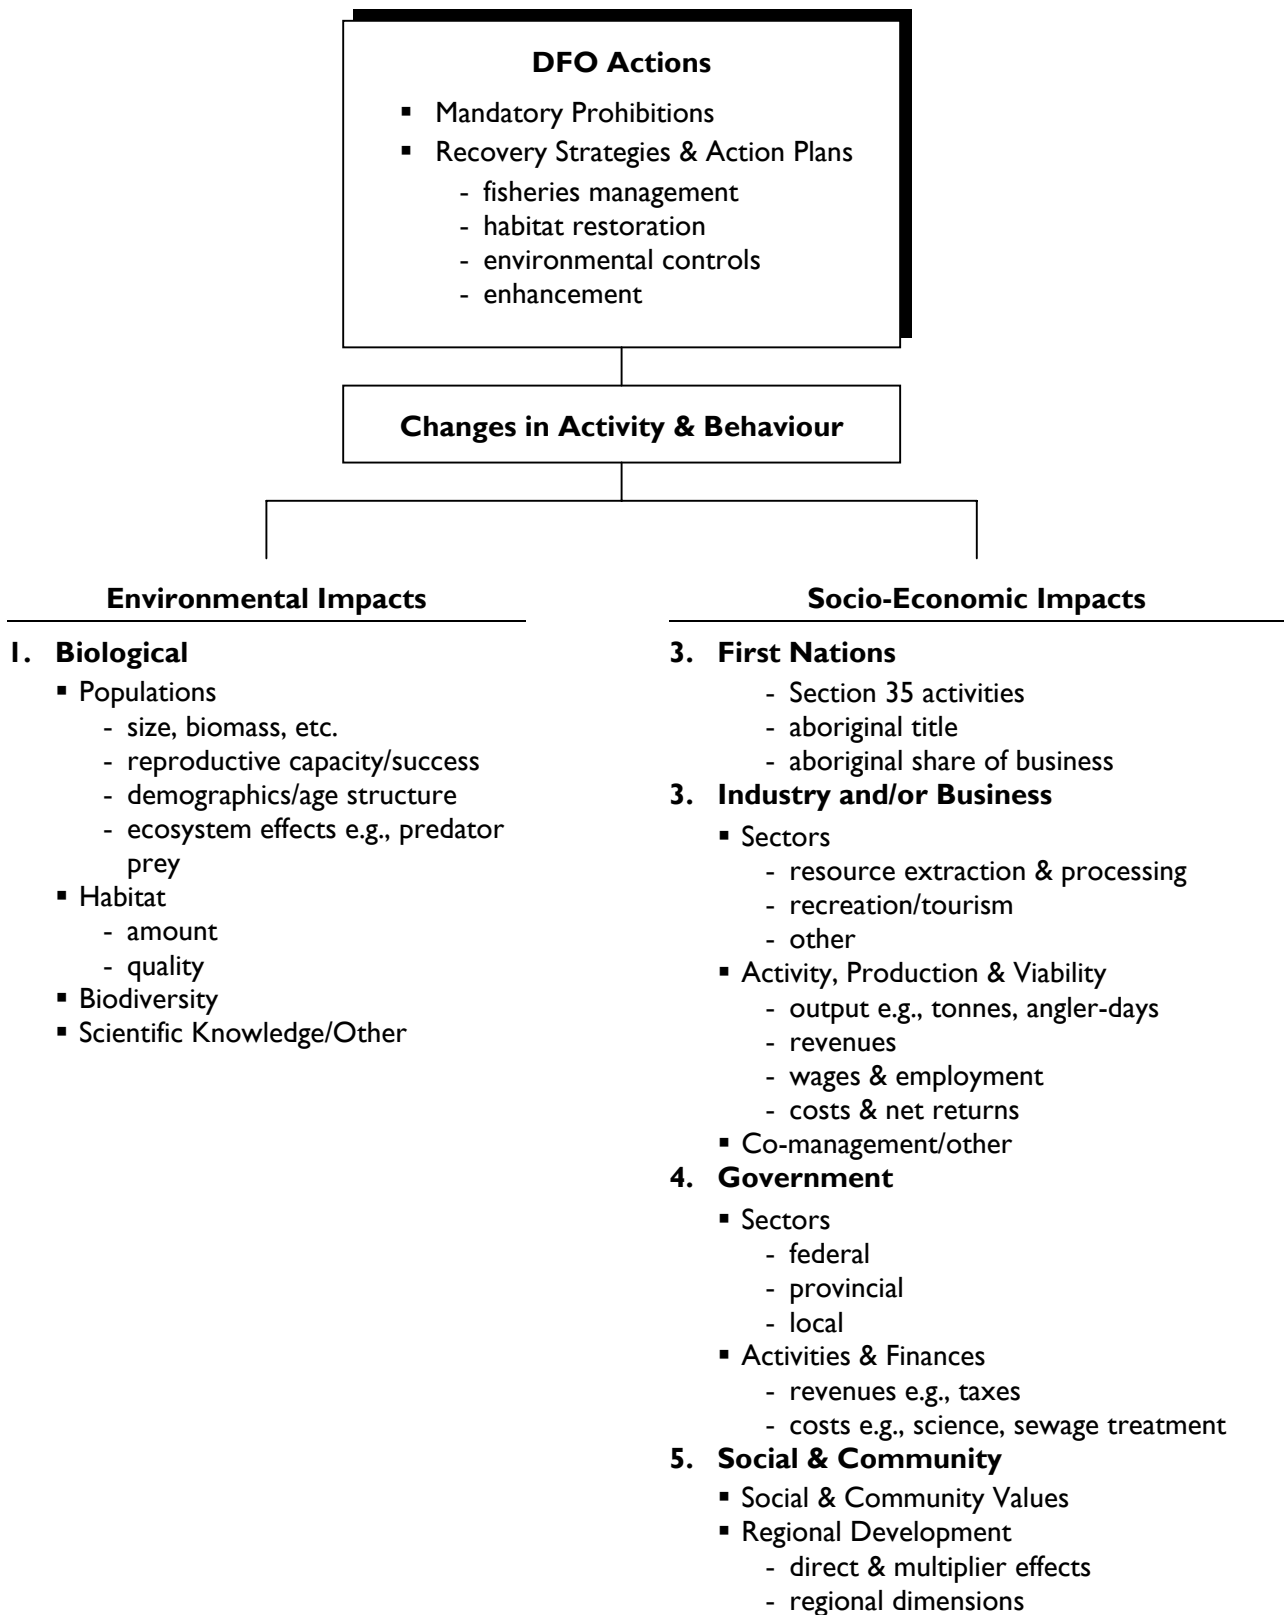 DFO Actions
▪ Mandatory Prohibitions
▪ Recovery Strategies & Action Plans
- fisheries management
- habitat restoration
- environmental controls
- enhancement
Changes in Activity & Behaviour
Environmental Impacts
1. Biological
▪ Populations
- size, biomass, etc.
- reproductive capacity/success
- demographics/age structure
- ecosystem effects e.g., predator
prey
▪ Habitat
- amount
- quality
▪ Biodiversity
▪ Scientific Knowledge/Other
Socio-Economic Impacts
3. First Nations
- Section 35 activities
- aboriginal title
- aboriginal share of business
3. Industry and/or Business
▪ Sectors
- resource extraction & processing
- recreation/tourism
- other
▪ Activity, Production & Viability
- output e.g., tonnes, angler-days
- revenues
- wages & employment
- costs & net returns
▪ Co-management/other
4. Government
▪ Sectors
- federal
- provincial
- local
▪ Activities & Finances
- revenues e.g., taxes
- costs e.g., science, sewage treatment
5. Social & Community
▪ Social & Community Values
▪ Regional Development
- direct & multiplier effects
- regional dimensions